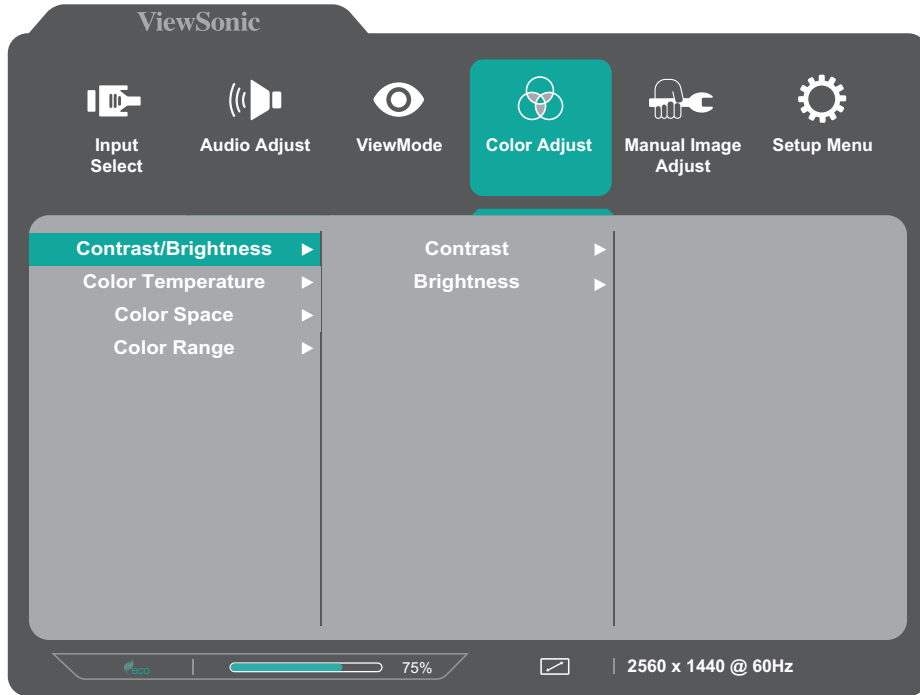 ViewSonic
Input
Select
Audio Adjust
ViewMode
Color Adjust
Manual Image
Adjust
Setup Menu
Contrast/Brightness
Color Temperature
Color Space
Color Range
Contrast
Brightness
eco
75%
2560 x 1440 @ 60Hz